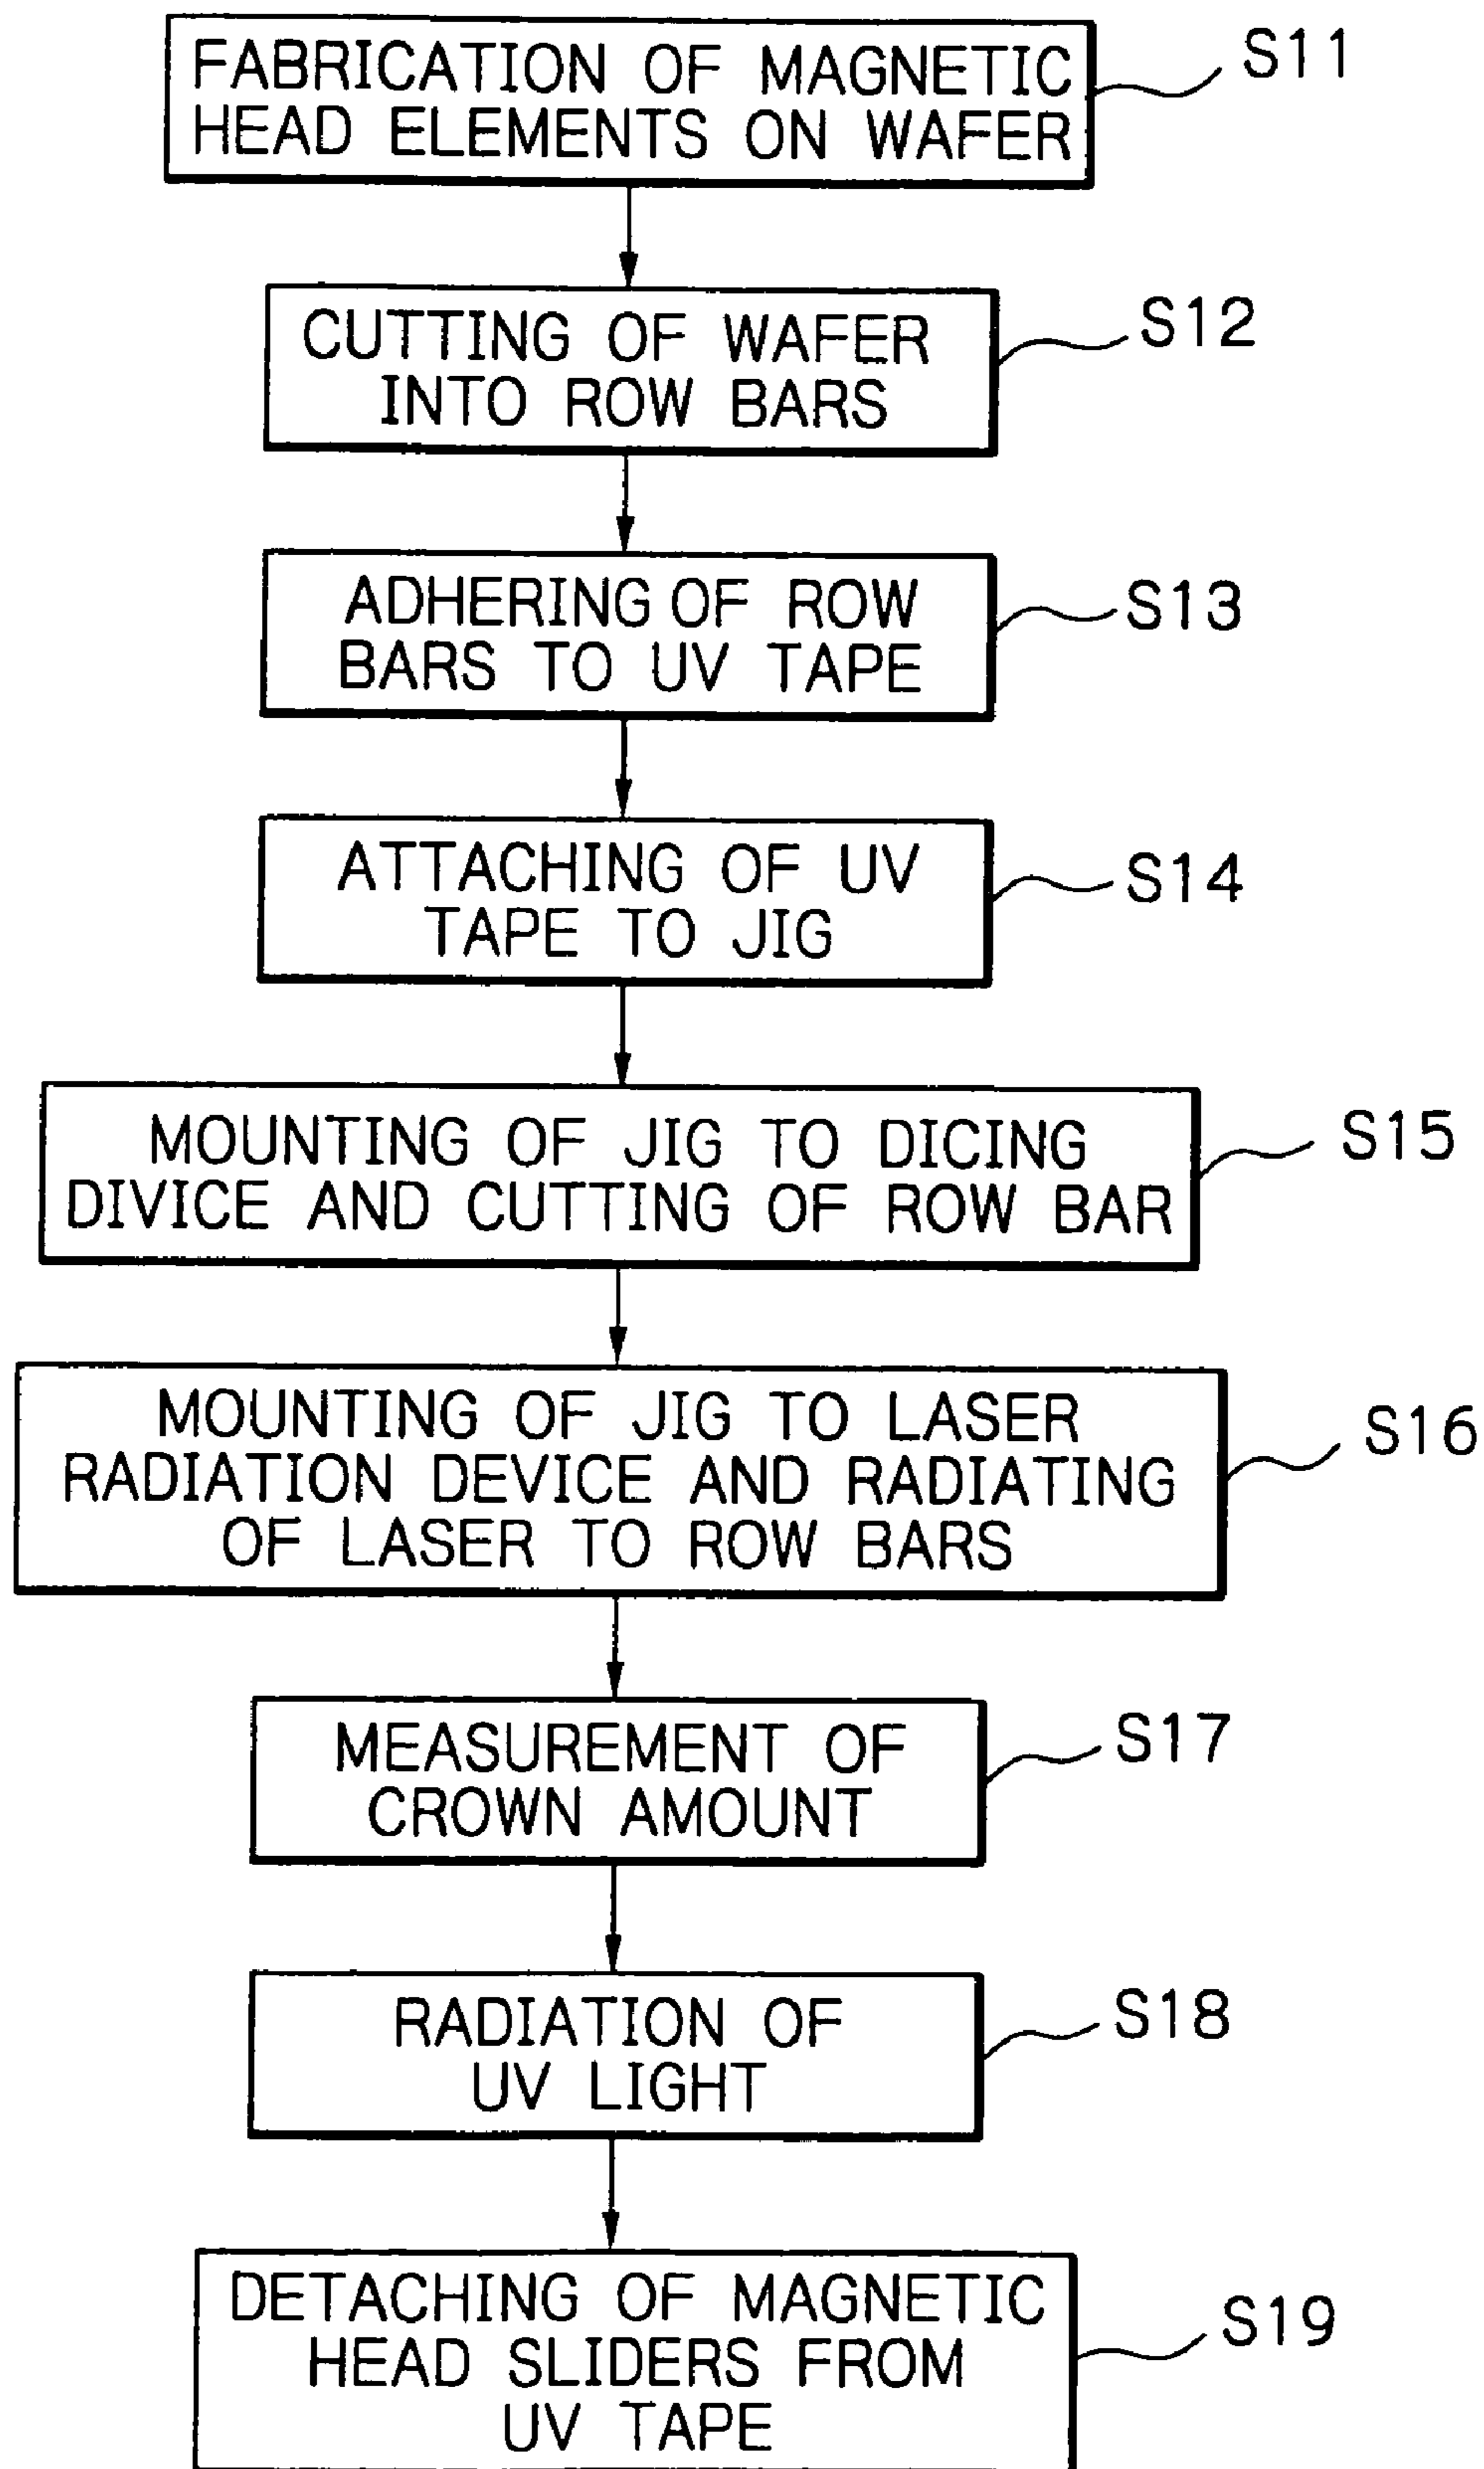 FABRICATION OF MAGNETIC
HEAD ELEMENTS ON WAFER
S11
CUTTING OF WAFER
INTO ROW BARS
S12
ADHERING OF ROW
BARS TO UV TAPE
S13
ATTACHING OF UV
TAPE TO JIG
S14
MOUNTING OF JIG TO DICING
DIVICE AND CUTTING OF ROW BAR
S15
MOUNTING OF JIG TO LASER
RADIATION DEVICE AND RADIATING
OF LASER TO ROW BARS
S16
MEASUREMENT OF
CROWN AMOUNT
S17
RADIATION OF
UV LIGHT
S18
DETACHING OF MAGNETIC
HEAD SLIDERS FROM
UV TAPE
S19